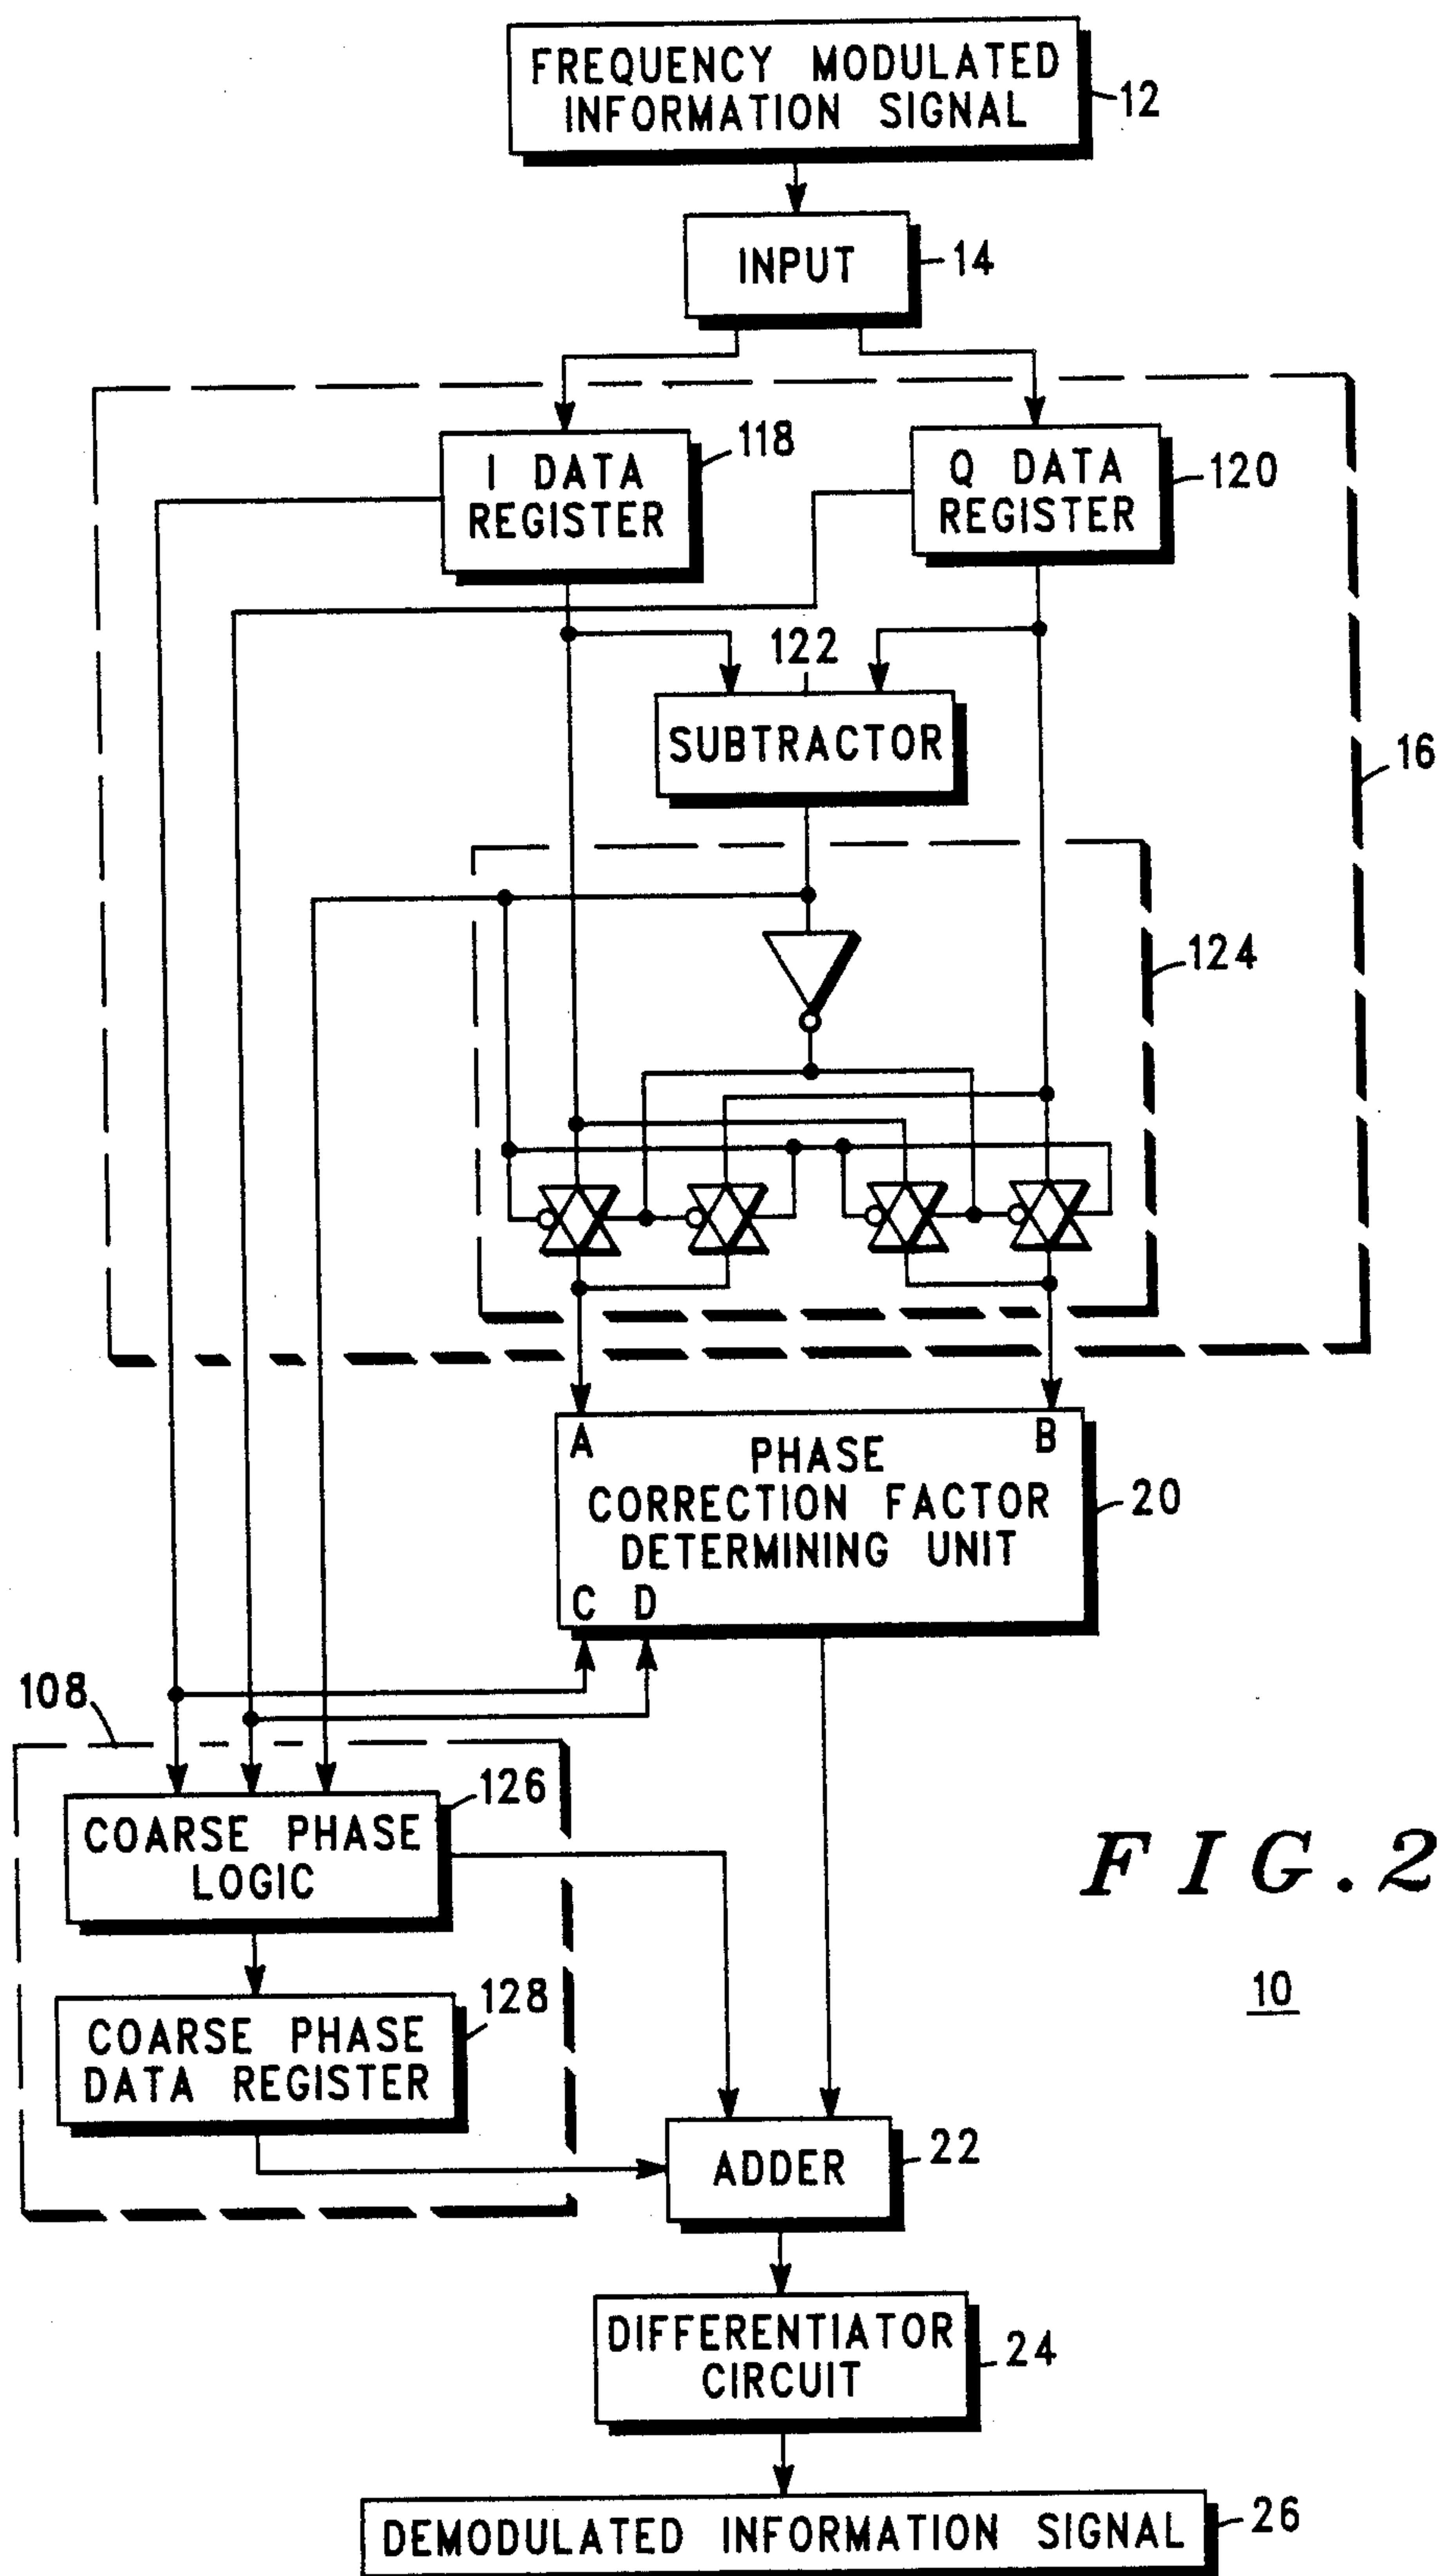 FREQUENCY MODULATED
INFORMATION SIGNAL
12
INPUT
14
I DATA
REGISTER
118
Q DATA
REGISTER
120
122
SUBTRACTOR
16
124
A
B
PHASE
CORRECTION FACTOR
DETERMINING UNIT
20
C D
108
COARSE PHASE
LOGIC
126
COARSE PHASE
DATA REGISTER
128
FIG.2
10
ADDER
22
DIFFERENTIATOR
CIRCUIT
24
DEMODULATED INFORMATION SIGNAL
26